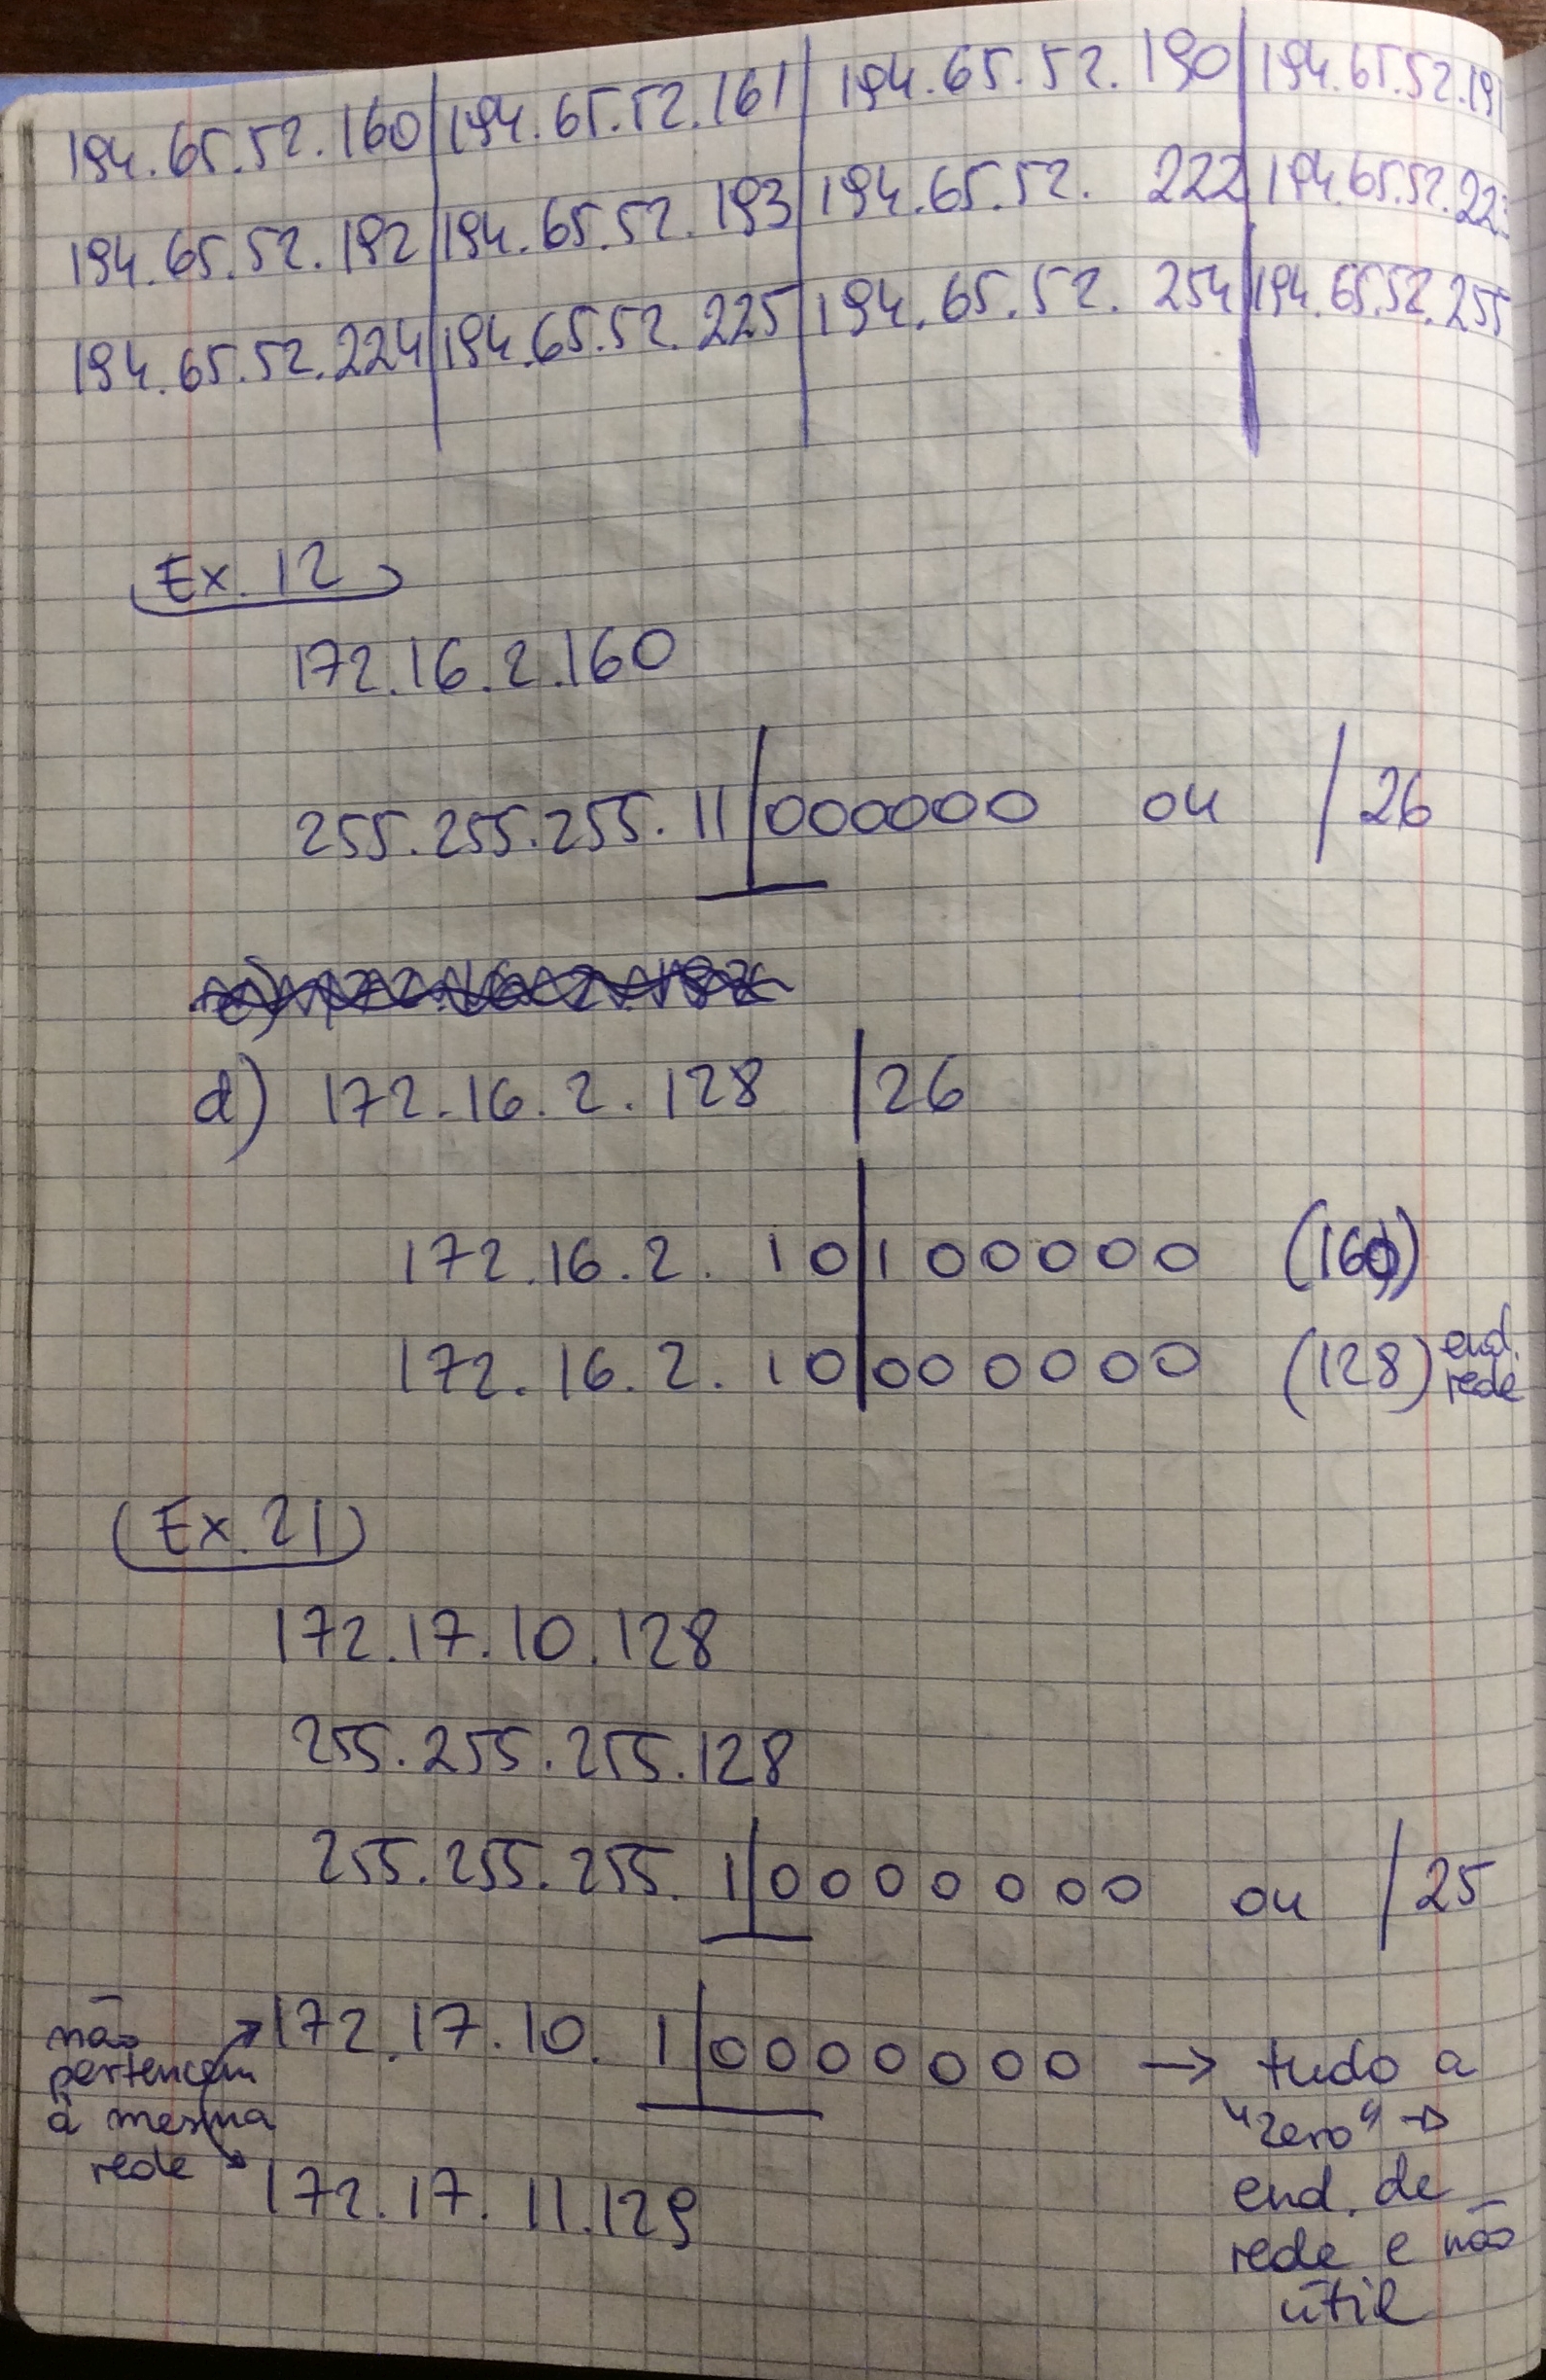 194.65.52.160 | 194.65.52.161 | 194.65.52.190 | 194.65.52.191
194.65.52.192 | 194.65.52.193 | 194.65.52. 222 | 194.65.52.223
194.65.52.224 | 194.65.52.225 | 194.65.52. 254 | 194.65.52.255
Ex. 12
172.16.2.160
255.255.255.11|000000 ou /26
d) 172.16.2.128 /26
172.16.2. 10|100000 (160)
172.16.2. 10|000000 (128) end. rede
Ex. 21
172.17.10.128
255.255.255.128
255.255.255. 1|0000000 ou /25
172.17.10. 1|0000000 → tudo a
"zero" →
end. de
rede e não
útil
não
pertencem
à mesma
rede
172.17.11.129